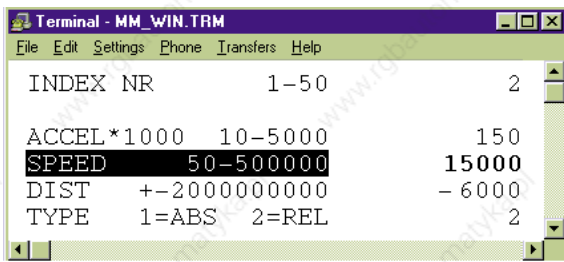 Terminal - MM_WIN.TRM
File Edit Settings Phone Transfers Help
INDEX NR 1-50 2
ACCEL*1000 10-5000 150
SPEED 50-500000 15000
DIST +-2000000000 -6000
TYPE 1=ABS 2=REL 2